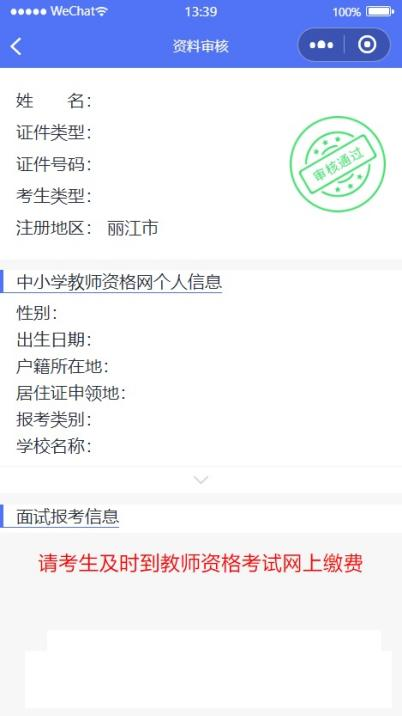 ●●●●● WeChat 13:39 100%
资料审核
姓　　名：
证件类型：
证件号码：
考生类型：
注册地区： 丽江市
审核通过
中小学教师资格网个人信息
性别：
出生日期：
户籍所在地：
居住证申领地：
报考类别：
学校名称：
面试报考信息
请考生及时到教师资格考试网上缴费